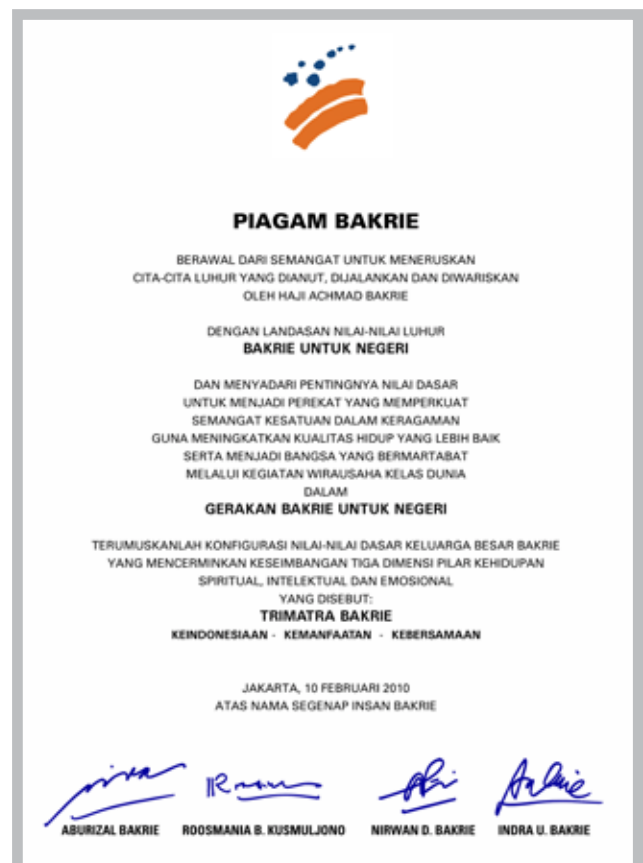 PIAGAM BAKRIE
BERAWAL DARI SEMANGAT UNTUK MENERUSKAN
CITA-CITA LUHUR YANG DIANUT, DIJALANKAN DAN DIWARISKAN
OLEH HAJI ACHMAD BAKRIE
DENGAN LANDASAN NILAI-NILAI LUHUR
BAKRIE UNTUK NEGERI
DAN MENYADARI PENTINGNYA NILAI DASAR
UNTUK MENJADI PEREKAT YANG MEMPERKUAT
SEMANGAT KESATUAN DALAM KERAGAMAN
GUNA MENINGKATKAN KUALITAS HIDUP YANG LEBIH BAIK
SERTA MENJADI BANGSA YANG BERMARTABAT
MELALUI KEGIATAN WIRAUSAHA KELAS DUNIA
DALAM
GERAKAN BAKRIE UNTUK NEGERI
TERUMUSKANLAH KONFIGURASI NILAI-NILAI DASAR KELUARGA BESAR BAKRIE
YANG MENCERMINKAN KESEIMBANGAN TIGA DIMENSI PILAR KEHIDUPAN
SPIRITUAL, INTELEKTUAL DAN EMOSIONAL
YANG DISEBUT:
TRIMATRA BAKRIE
KEINDONESIAAN - KEMANFAATAN - KEBERSAMAAN
JAKARTA, 10 FEBRUARI 2010
ATAS NAMA SEGENAP INSAN BAKRIE
ABURIZAL BAKRIE ROOSMANIA B. KUSMULJONO NIRWAN D. BAKRIE INDRA U. BAKRIE